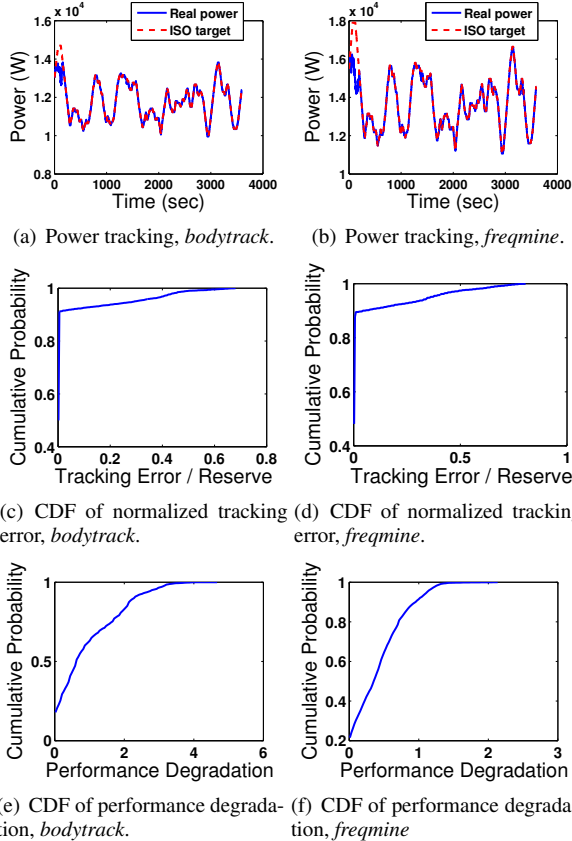 x 10⁴
Real power
ISO target
1.6
1.4
1.2
1
0.8
Power (W)
0 1000 2000 3000 4000
Time (sec)
(a) Power tracking, bodytrack.
x 10⁴
Real power
ISO target
1.8
1.6
1.4
1.2
1
Power (W)
0 1000 2000 3000 4000
Time (sec)
(b) Power tracking, freqmine.
1
0.8
0.6
0.4
Cumulative Probability
0 0.2 0.4 0.6 0.8
Tracking Error / Reserve
(c) CDF of normalized tracking
error, bodytrack.
1
0.8
0.6
0.4
Cumulative Probability
0 0.5 1
Tracking Error / Reserve
(d) CDF of normalized trackin
error, freqmine.
1
0.5
0
Cumulative Probability
0 2 4 6
Performance Degradation
(e) CDF of performance degrada-
tion, bodytrack.
1
0.8
0.6
0.4
0.2
Cumulative Probability
0 1 2 3
Performance Degradation
(f) CDF of performance degrada
tion, freqmine